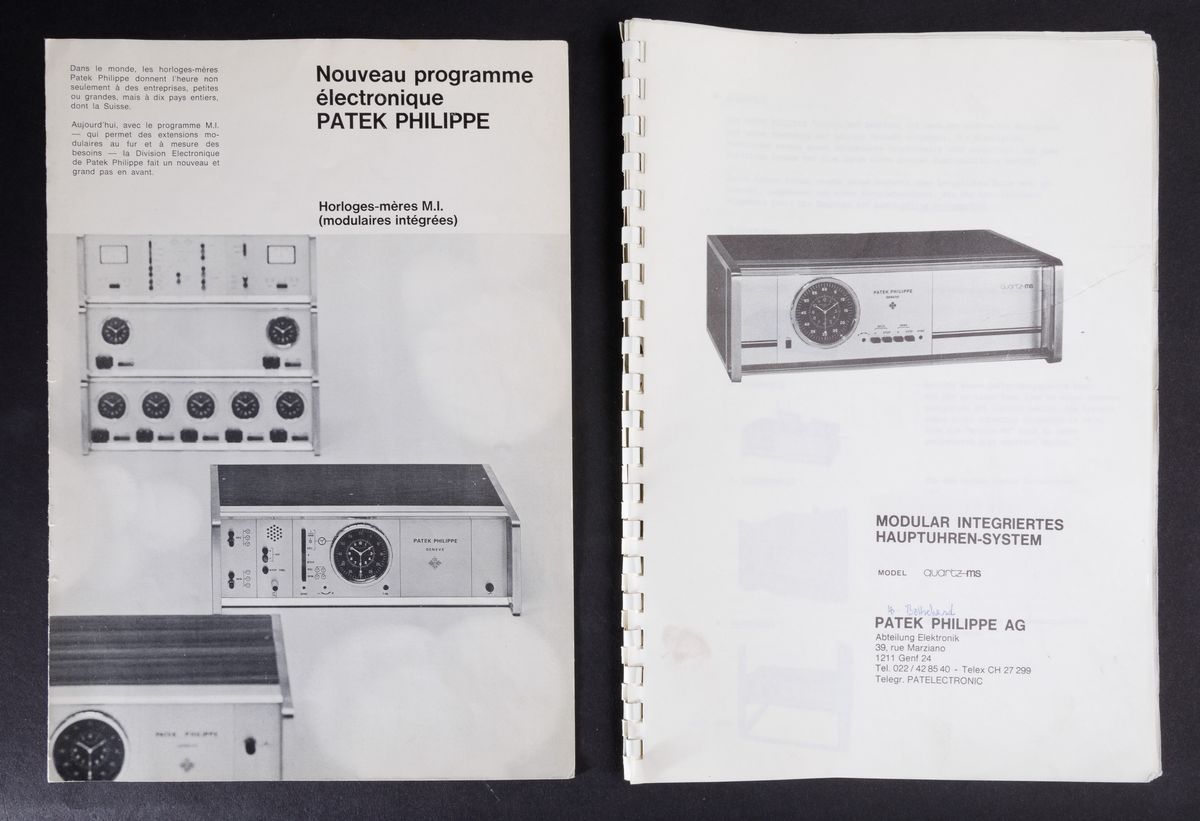 Dans le monde, les horloges-mères
Patek Philippe donnent l'heure non
seulement à des entreprises, petites
ou grandes, mais à dix pays entiers,
dont la Suisse.
Aujourd'hui, avec le programme M.I.
— qui permet des extensions mo-
dulaires au fur et à mesure des
besoins — la Division Electronique
de Patek Philippe fait un nouveau et
grand pas en avant.
Nouveau programme
électronique
PATEK PHILIPPE
Horloges-mères M.I.
(modulaires intégrées)
PATEK PHILIPPE
GENEVE
PATEK PHILIPPE
PATEK PHILIPPE
GENEVE
quartz-ms
MODULAR INTEGRIERTES
HAUPTUHREN-SYSTEM
MODEL quartz-ms
PATEK PHILIPPE AG
Abteilung Elektronik
39, rue Marziano
1211 Genf 24
Tel. 022 / 42 85 40 - Telex CH 27 299
Telegr. PATELECTRONIC